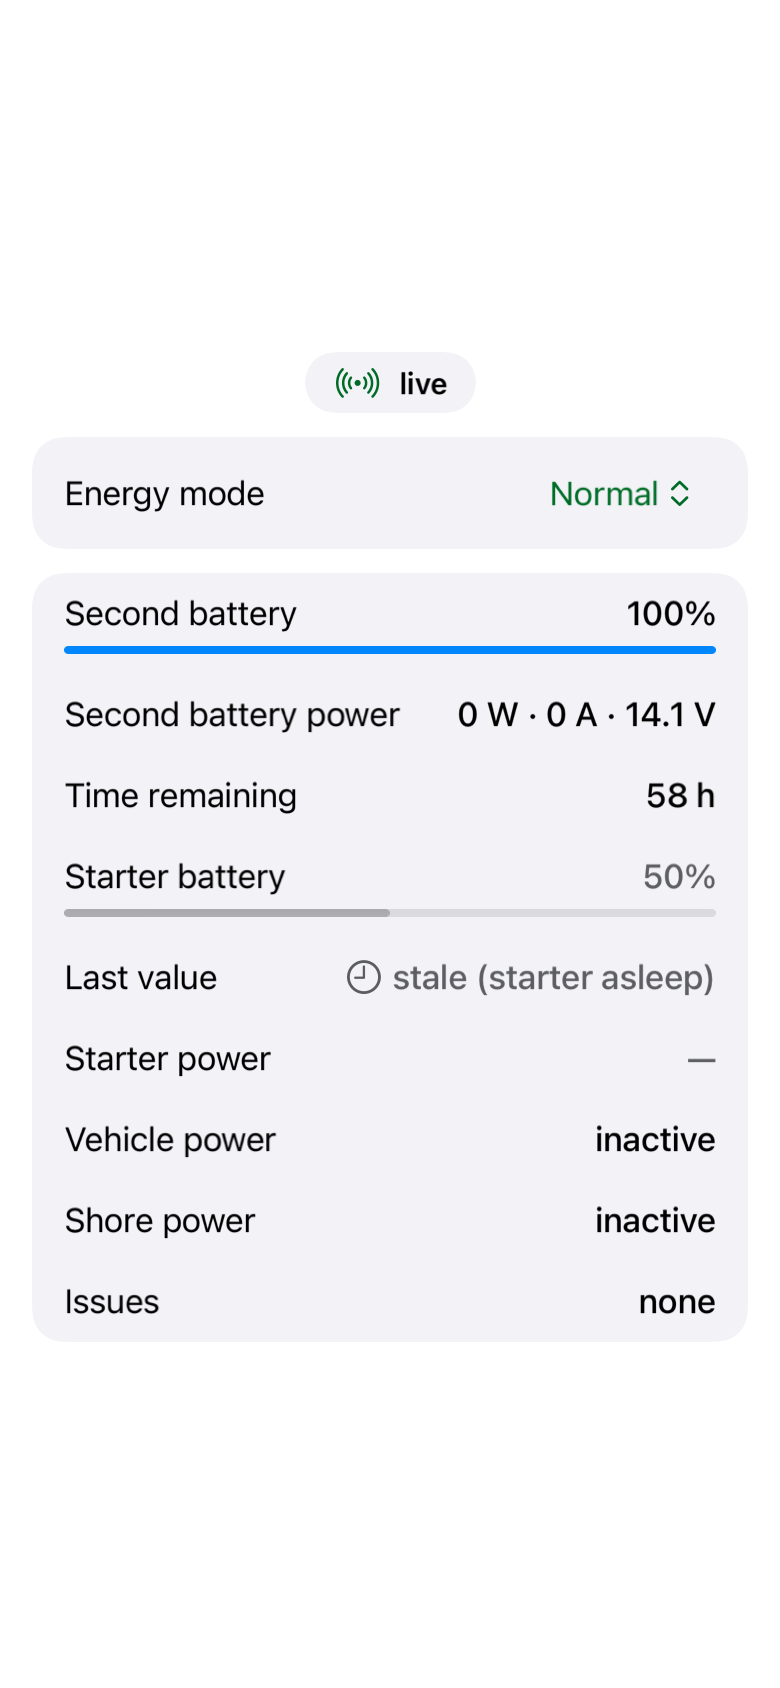 live
Energy mode Normal
Second battery 100%
Second battery power 0 W · 0 A · 14.1 V
Time remaining 58 h
Starter battery 50%
Last value stale (starter asleep)
Starter power —
Vehicle power inactive
Shore power inactive
Issues none